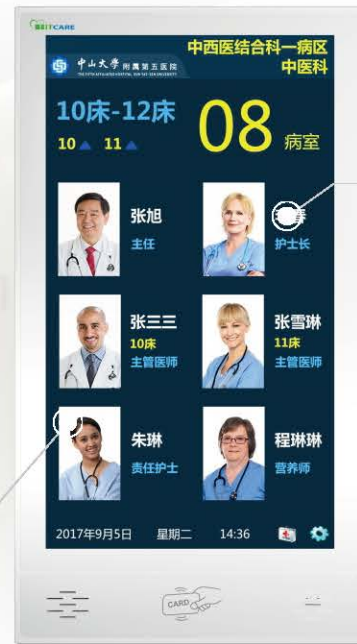 中山大学附属第五医院
中西医结合科一病区
中医科
10床-12床
10 ▲ 11 ▲
08 病室
张旭
主任
护士长
张三三
10床
主管医师
张雪琳
11床
主管医师
朱琳
责任护士
程琳琳
营养师
2017年9月5日 星期二 14:36
CARD